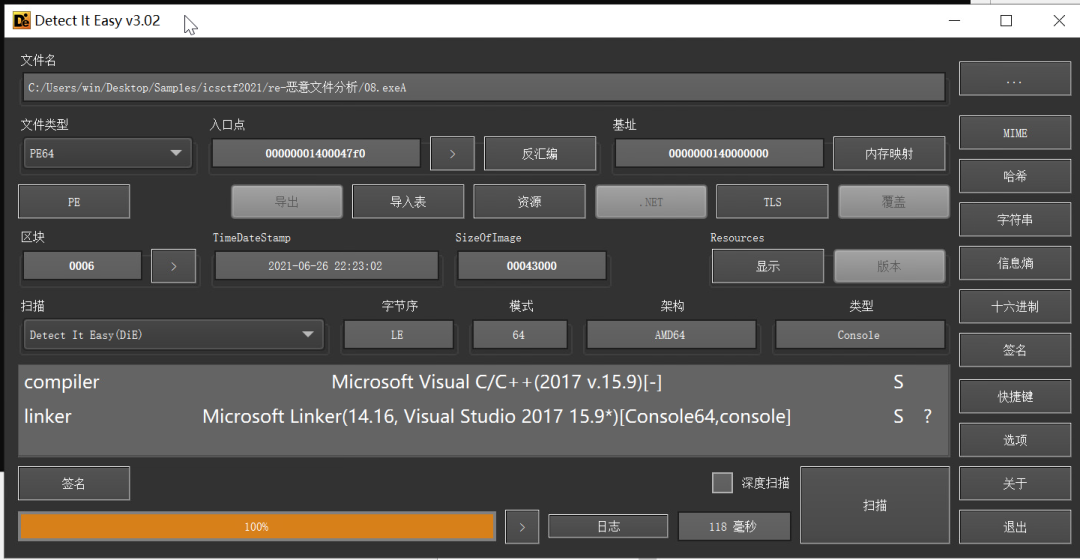 Detect It Easy v3.02
文件名
C:/Users/win/Desktop/Samples/icsctf2021/re-恶意文件分析/08.exeA
...
文件类型 入口点 基址
PE64 00000001400047f0 > 反汇编 0000000140000000 内存映射 MIME
哈希
PE 导出 导入表 资源 .NET TLS 覆盖
字符串
区块 TimeDateStamp SizeOfImage Resources
0006 > 2021-06-26 22:23:02 00043000 显示 版本 信息熵
扫描 字节序 模式 架构 类型 十六进制
Detect It Easy(DiE) LE 64 AMD64 Console
签名
compiler Microsoft Visual C/C++(2017 v.15.9)[-] S
快捷键
linker Microsoft Linker(14.16, Visual Studio 2017 15.9*)[Console64,console] S ?
选项
签名 深度扫描 扫描 关于
100% > 日志 118 毫秒 退出